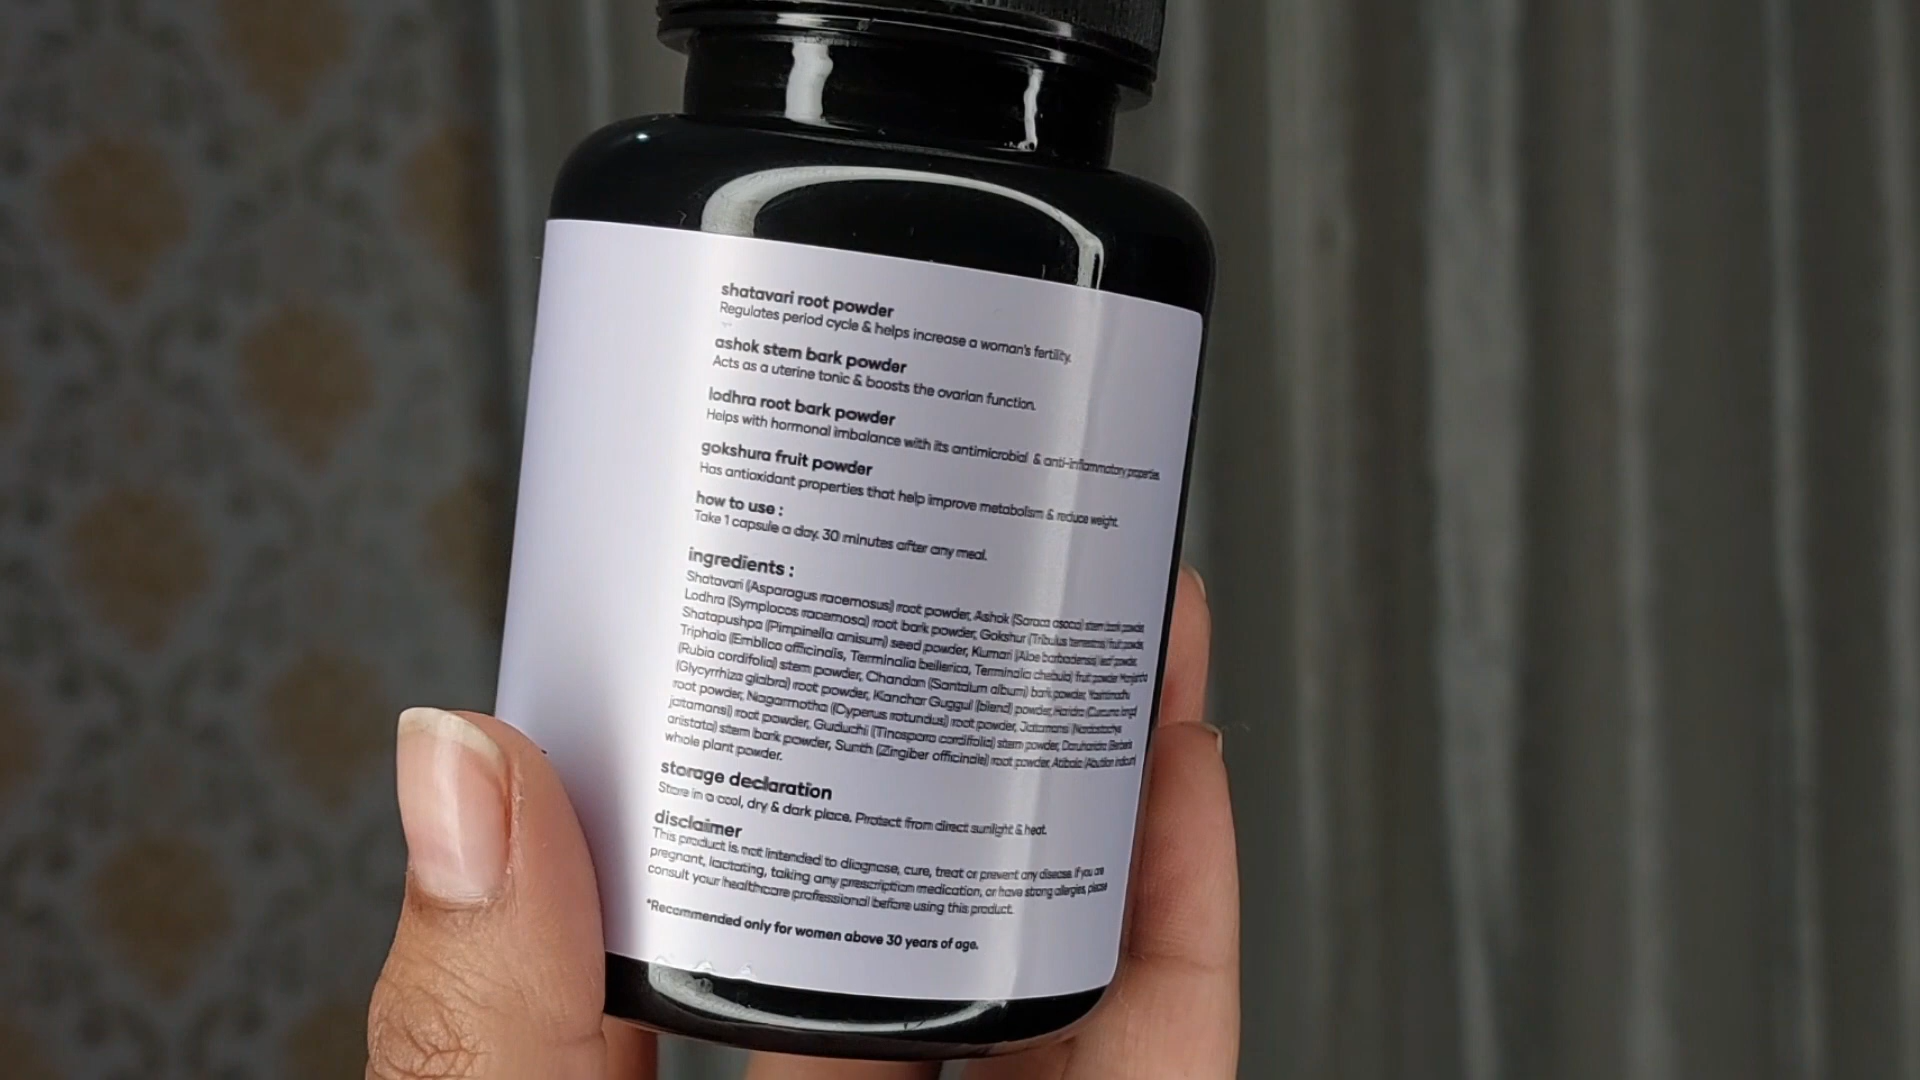 shatavari root powder
Regulates period cycle & helps increase a woman's fertility.
ashok stem bark powder
Acts as a uterine tonic & boosts the ovarian function.
lodhra root bark powder
Helps with hormonal imbalance with its antimicrobial & anti-inflammatory properties.
gokshura fruit powder
Has antioxidant properties that help improve metabolism & reduce weight.
how to use :
Take 1 capsule a day. 30 minutes after any meal.
ingredients :
Shatavari (Asparagus racemosus) root powder, Ashok (Saraca asoca) stem bark powder,
Lodhra (Symplocos racemosa) root bark powder, Gokshur (Tribulus terrestris) fruit powder,
Shatapushpa (Pimpinella anisum) seed powder, Kumari (Aloe barbadensis) leaf powder,
Triphala (Emblica officinalis, Terminalia bellerica, Terminalia chebula) fruit powder Manjishta
(Rubia cordifolia) stem powder, Chandan (Santalum album) bark powder, Yashtimadhu
(Glycyrrhiza glabra) root powder, Kanchar Guggul (blend) powder, Haridra (Curcuma longa)
root powder, Nagarmotha (Cyperus rotundus) root powder, Jatamansi (Nardostachys
jatamansi) root powder, Guduchi (Tinospora cordifolia) stem powder, Daruharidra (Berberis
aristata) stem bark powder, Sunth (Zingiber officinale) root powder, Atibala (Abutilon indicum)
whole plant powder.
storage declaration
Store in a cool, dry & dark place. Protect from direct sunlight & heat.
disclaimer
This product is not intended to diagnose, cure, treat or prevent any disease. If you are
pregnant, lactating, taking any prescription medication, or have strong allergies, please
consult your healthcare professional before using this product.
*Recommended only for women above 30 years of age.